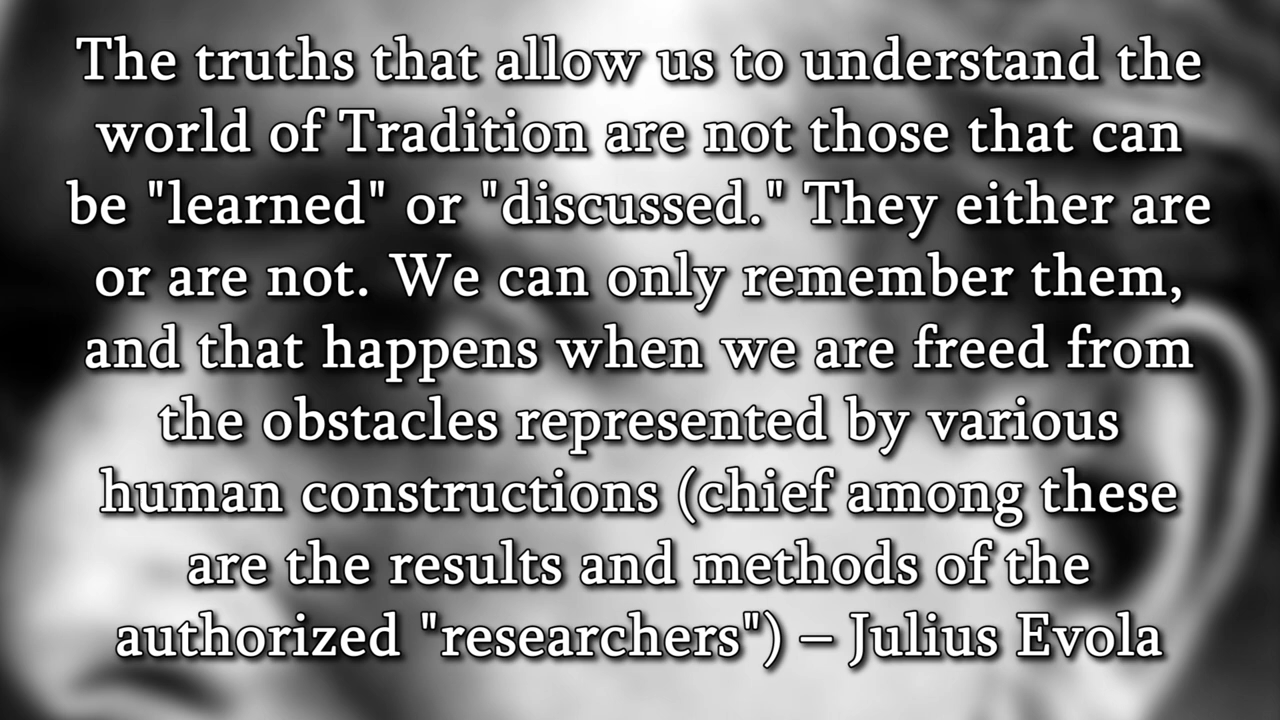 The truths that allow us to understand the
world of Tradition are not those that can
be "learned" or "discussed." They either are
or are not. We can only remember them,
and that happens when we are freed from
the obstacles represented by various
human constructions (chief among these
are the results and methods of the
authorized "researchers") – Julius Evola